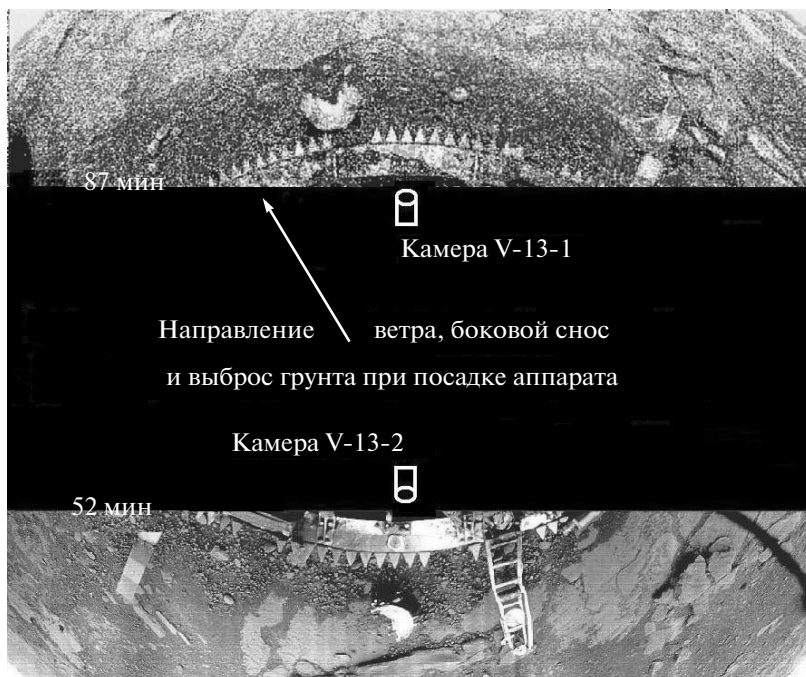 87 мин
Камера V-13-1
Направление ветра, боковой снос
и выброс грунта при посадке аппарата
Камера V-13-2
52 мин